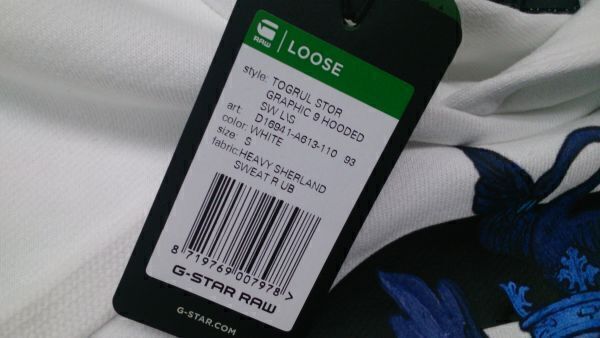 G-STAR RAW | LOOSE
style: TOGRUL STOR
GRAPHIC 9 HOODED
SW L\S
art: D16941-A613-110 93
color: WHITE
size: S
fabric: HEAVY SHERLAND
SWEAT R UB
8 719769 007978 >
G-STAR RAW
G-STAR.COM